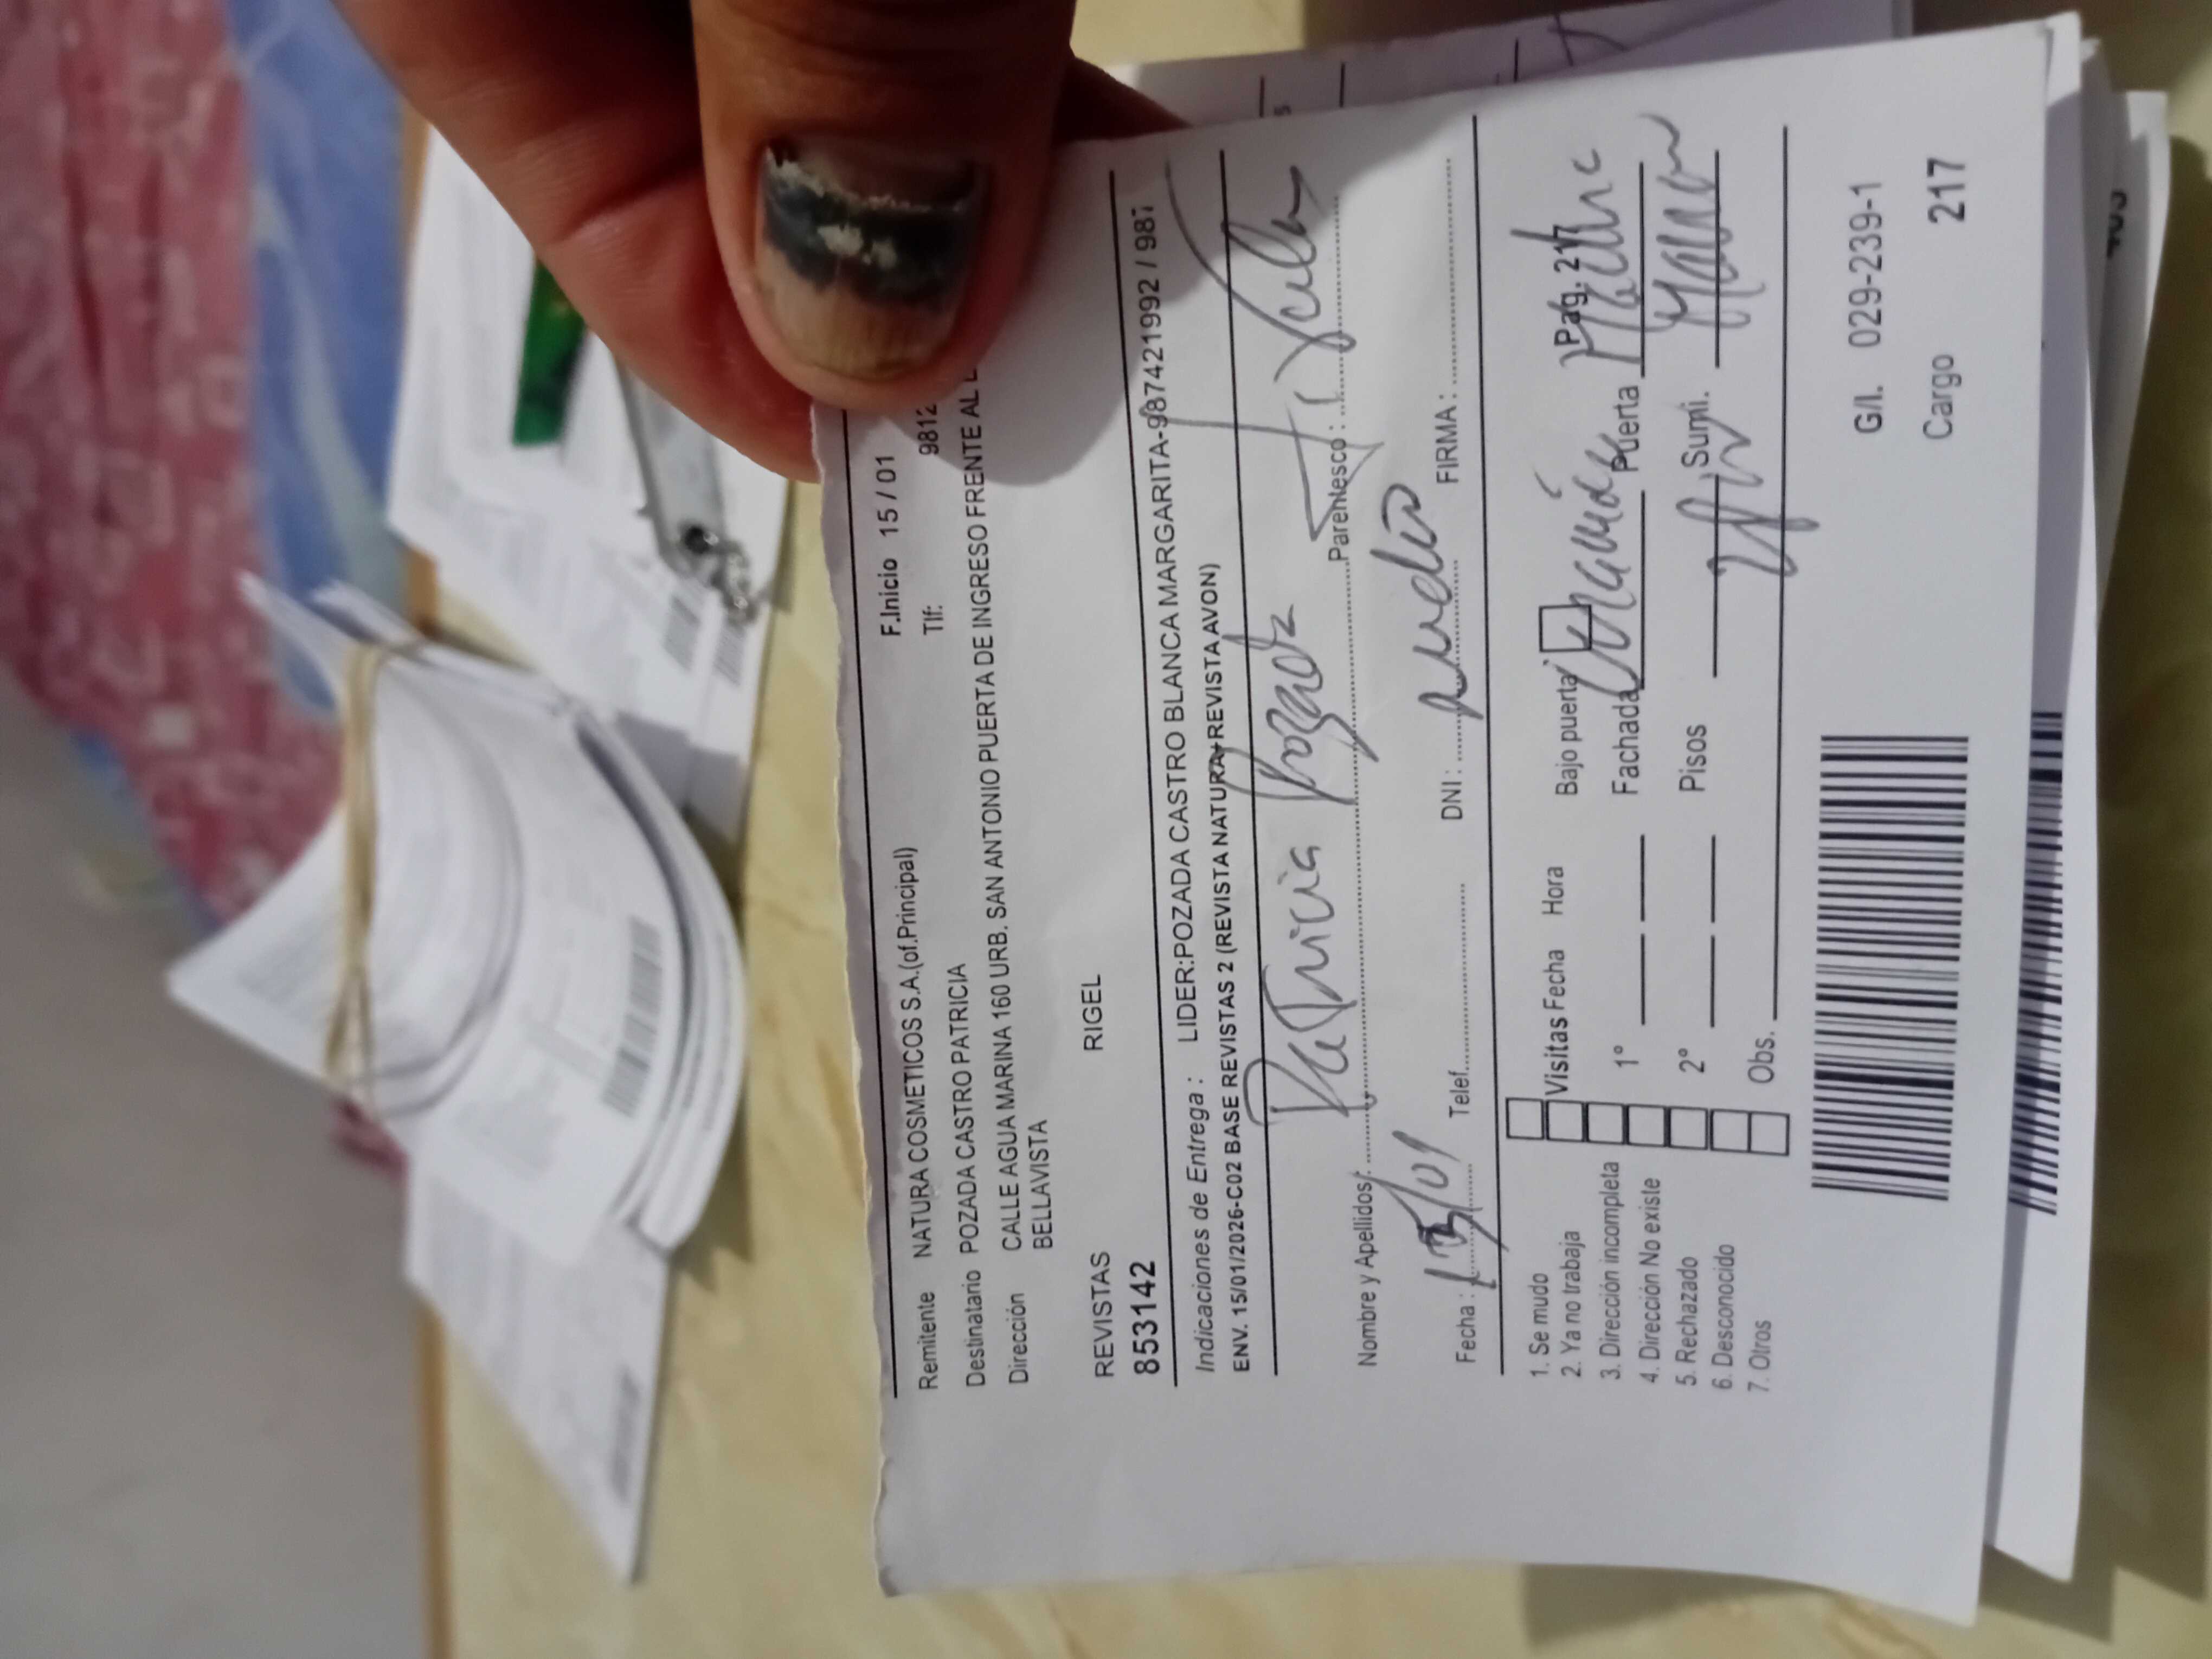 F.Inicio 15 / 01
Remitente NATURA COSMETICOS S.A.(of.Principal) Tlf: 9812
Destinatario POZADA CASTRO PATRICIA
Dirección CALLE AGUA MARINA 160 URB. SAN ANTONIO PUERTA DE INGRESO FRENTE AL
BELLAVISTA
REVISTAS RIGEL
853142
Indicaciones de Entrega : LIDER:POZADA CASTRO BLANCA MARGARITA-987421992 / 987
ENV. 15/01/2026-C02 BASE REVISTAS 2 (REVISTA NATURA+REVISTA AVON)
Patricia Pozada
Nombre y Apellidos: Parentesco :
Fecha : Telef. DNI : FIRMA :
1. Se mudo
2. Ya no trabaja
3. Dirección incompleta
4. Dirección No existe
5. Rechazado
6. Desconocido
7. Otros
Visitas Fecha Hora
1º
2º
Obs.
Bajo puerta Pag. 217
Fachada Puerta
Pisos Sumi.
G/l. 029-239-1
Cargo 217